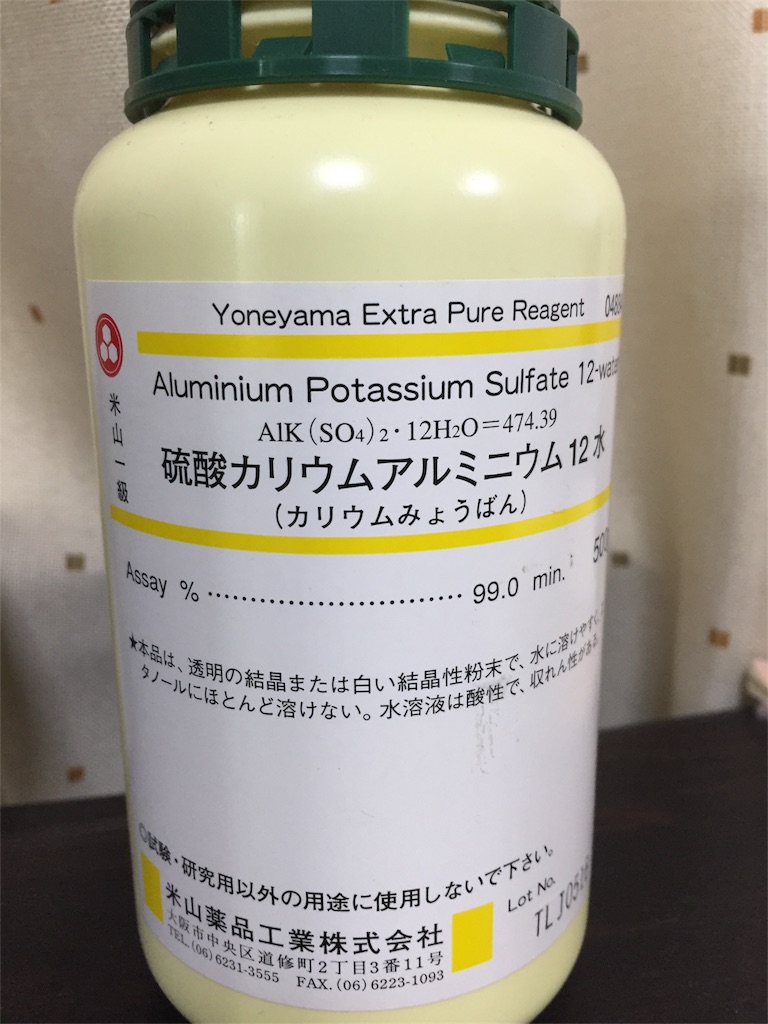 Yoneyama Extra Pure Reagent
米山一級
Aluminium Potassium Sulfate 12-water
AlK(SO4)2・12H2O=474.39
硫酸カリウムアルミニウム12水
(カリウムみょうばん)
Assay % ............................ 99.0 min.
★本品は、透明の結晶または白い結晶性粉末で、水に溶けやすく、
タノールにほとんど溶けない。水溶液は酸性で、収れん性がある。
◎試験・研究用以外の用途に使用しないで下さい。
米山薬品工業株式会社
大阪市中央区道修町2丁目3番11号
TEL.(06)6231-3555 FAX.(06)6223-1093
Lot No.